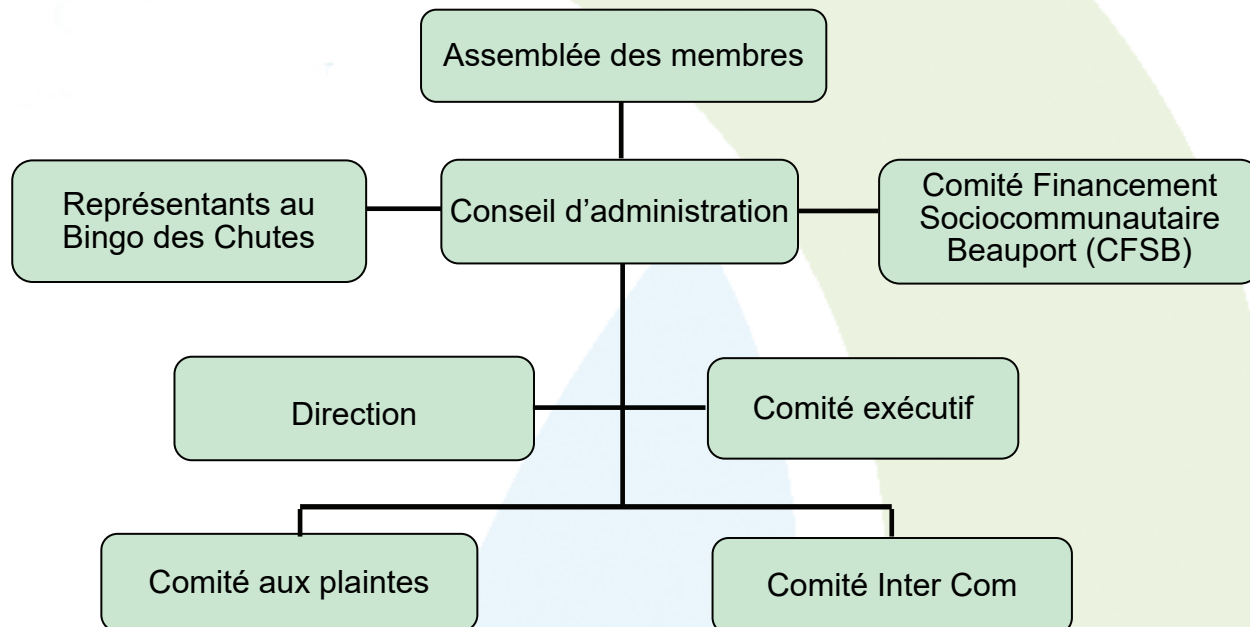 Assemblée des membres
Représentants au
Bingo des Chutes
Conseil d’administration
Comité Financement
Sociocommunautaire
Beauport (CFSB)
Direction
Comité exécutif
Comité aux plaintes
Comité Inter Com